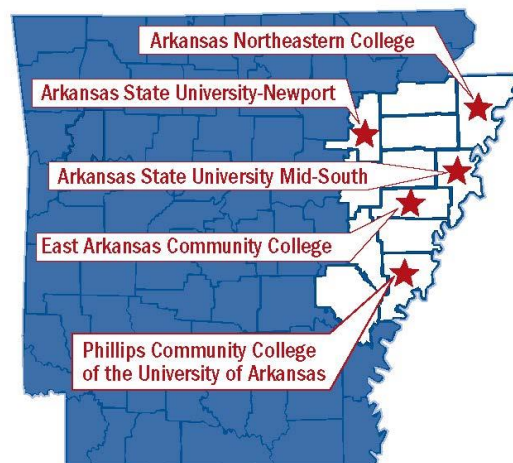 Arkansas Northeastern College
Arkansas State University-Newport
Arkansas State University Mid-South
East Arkansas Community College
Phillips Community College
of the University of Arkansas